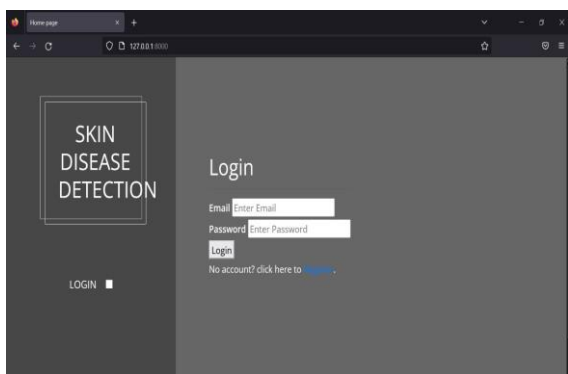 Home page
127.0.0.1:8000
SKIN
DISEASE
DETECTION
LOGIN
Login
Email Enter Email
Password Enter Password
Login
No account? click here to .